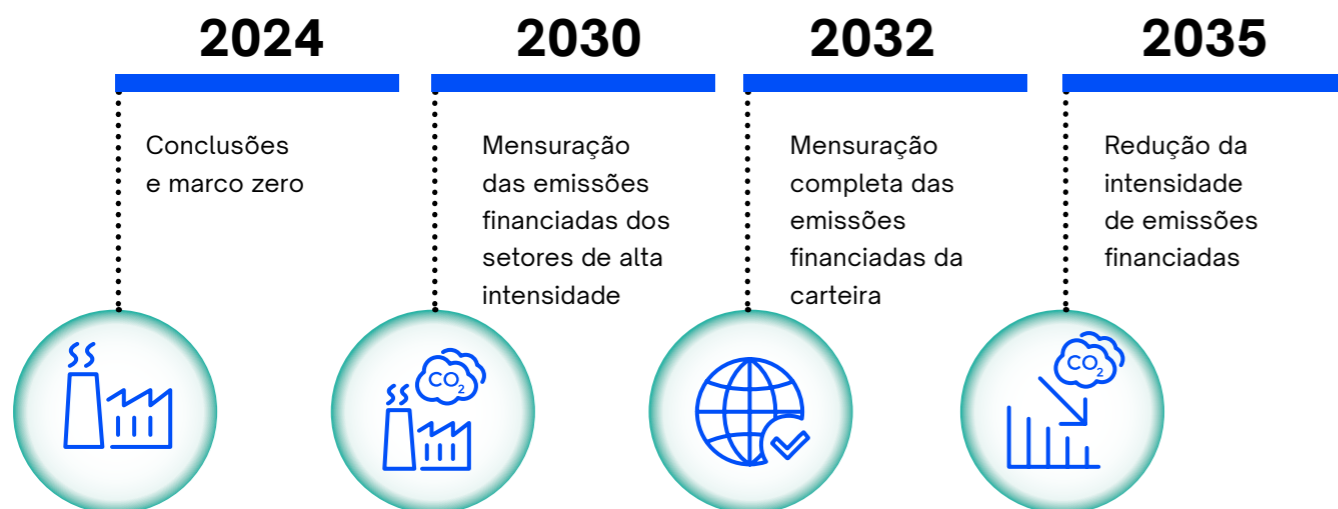 2024
Conclusões
e marco zero
2030
Mensuração
das emissões
financiadas dos
setores de alta
intensidade
CO₂
2032
Mensuração
completa das
emissões
financiadas da
carteira
2035
Redução da
intensidade
de emissões
financiadas
CO₂